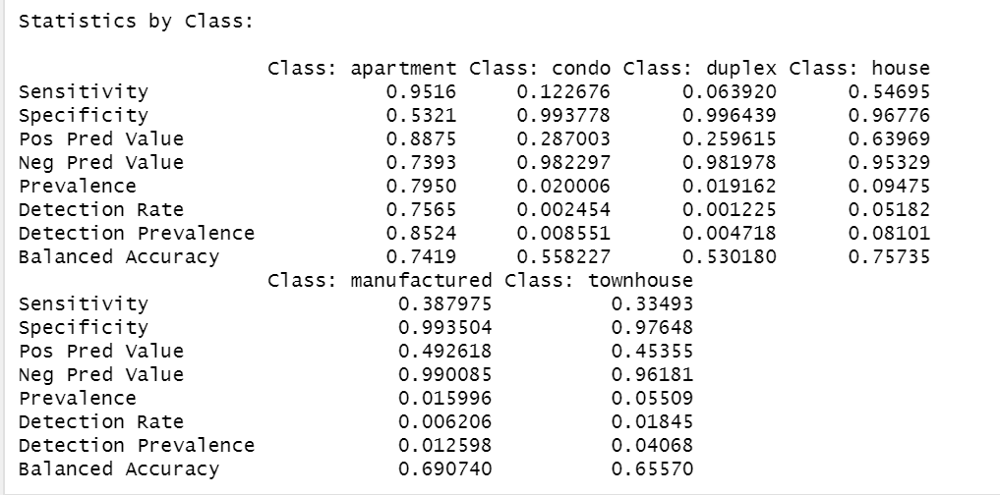 Statistics by Class:
                     Class: apartment Class: condo Class: duplex Class: house
Sensitivity                    0.9516     0.122676      0.063920      0.54695
Specificity                    0.5321     0.993778      0.996439      0.96776
Pos Pred Value                 0.8875     0.287003      0.259615      0.63969
Neg Pred Value                 0.7393     0.982297      0.981978      0.95329
Prevalence                     0.7950     0.020006      0.019162      0.09475
Detection Rate                 0.7565     0.002454      0.001225      0.05182
Detection Prevalence           0.8524     0.008551      0.004718      0.08101
Balanced Accuracy              0.7419     0.558227      0.530180      0.75735
                     Class: manufactured Class: townhouse
Sensitivity                     0.387975          0.33493
Specificity                     0.993504          0.97648
Pos Pred Value                  0.492618          0.45355
Neg Pred Value                  0.990085          0.96181
Prevalence                      0.015996          0.05509
Detection Rate                  0.006206          0.01845
Detection Prevalence            0.012598          0.04068
Balanced Accuracy               0.690740          0.65570